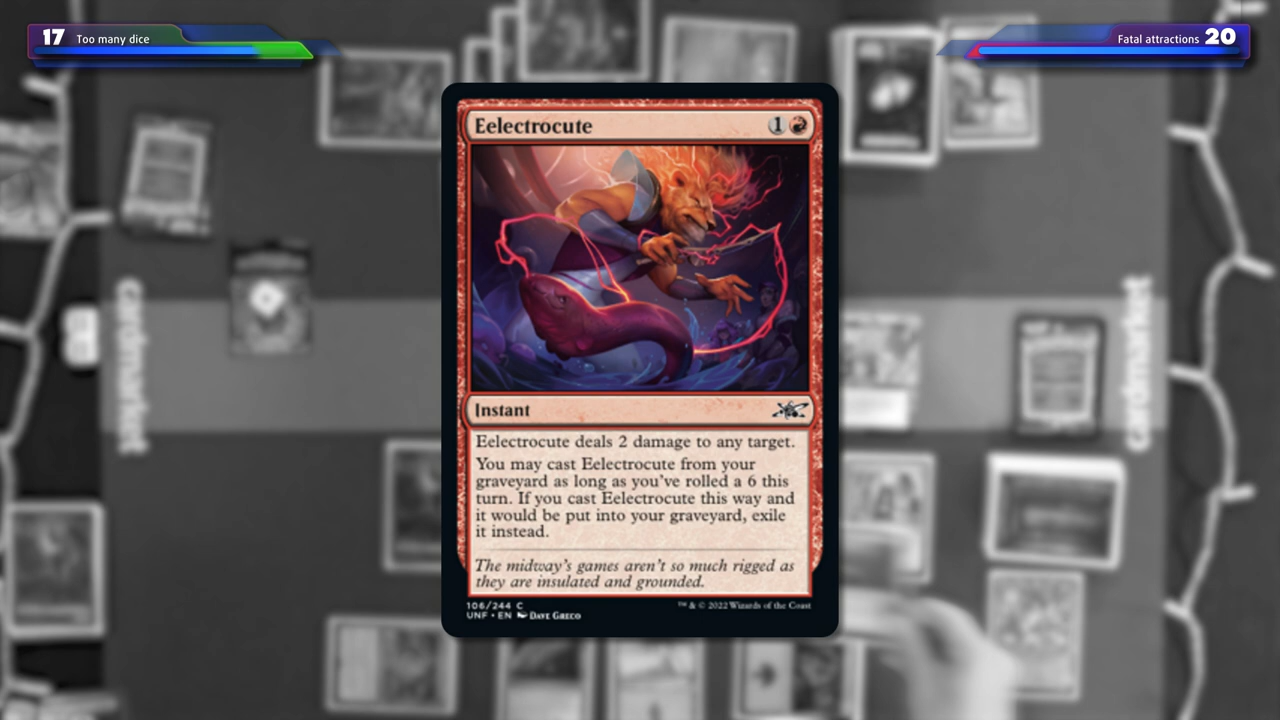 17 Too many dice
Fatal attractions 20
Eelectrocute 1
Instant
Eelectrocute deals 2 damage to any target.
You may cast Eelectrocute from your
graveyard as long as you've rolled a 6 this
turn. If you cast Eelectrocute this way and
it would be put into your graveyard, exile
it instead.
The midway's games aren't so much rigged as
they are insulated and grounded.
106/244 C
UNF • EN Dave Greco
™ & © 2022 Wizards of the Coast
cardmarket
cardmarket